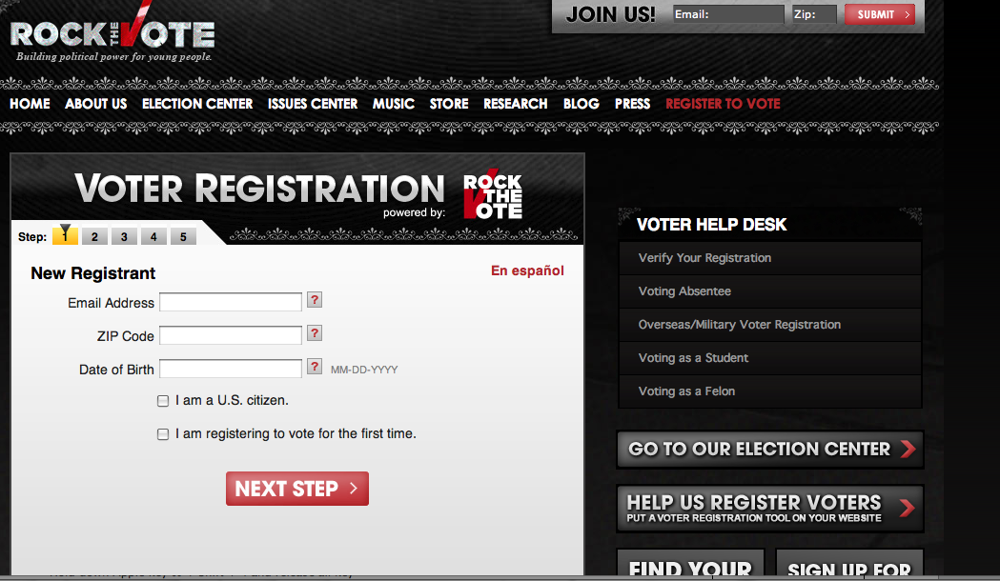 ROCK THE VOTE
Building political power for young people.
JOIN US!
Email:
Zip:
SUBMIT >
HOME ABOUT US ELECTION CENTER ISSUES CENTER MUSIC STORE RESEARCH BLOG PRESS REGISTER TO VOTE
VOTER REGISTRATION
powered by:
ROCK
THE
VOTE
Step: 1 2 3 4 5
New Registrant
En español
Email Address ?
ZIP Code ?
Date of Birth ? MM-DD-YYYY
I am a U.S. citizen.
I am registering to vote for the first time.
NEXT STEP >
VOTER HELP DESK
Verify Your Registration
Voting Absentee
Overseas/Military Voter Registration
Voting as a Student
Voting as a Felon
GO TO OUR ELECTION CENTER
HELP US REGISTER VOTERS
PUT A VOTER REGISTRATION TOOL ON YOUR WEBSITE
FIND YOUR
SIGN UP FOR